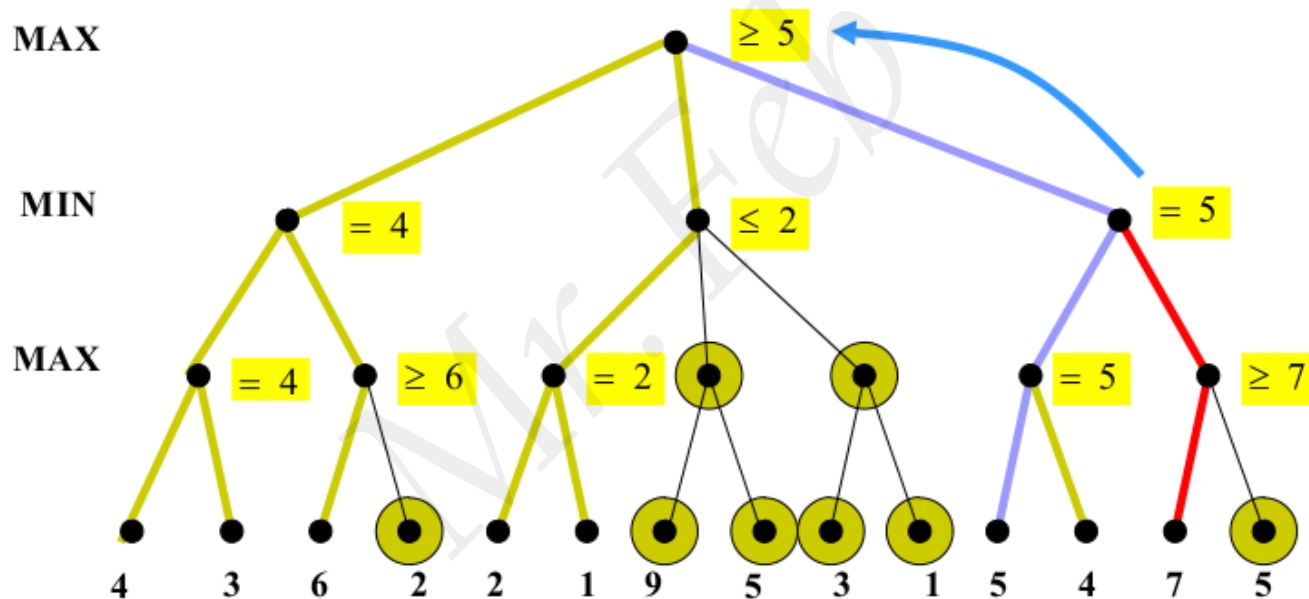 MAX
≥ 5
MIN
= 4
≤ 2
= 5
MAX
= 4
≥ 6
= 2
= 5
≥ 7
4 3 6 2 2 1 9 5 3 1 5 4 7 5
Mr.Feb